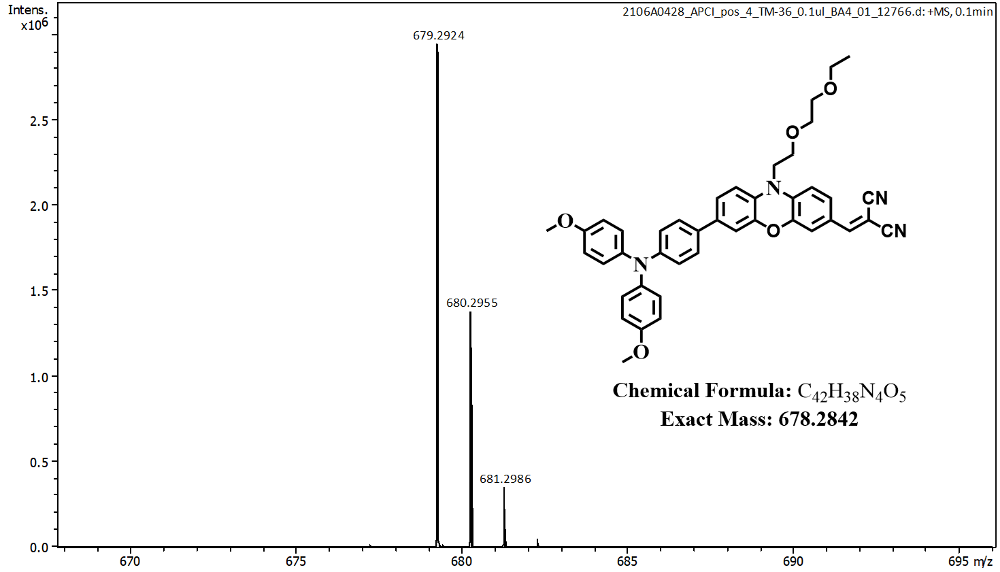 Intens.
x10⁶
2106A0428_APCI_pos_4_TM-36_0.1ul_BA4_01_12766.d: +MS, 0.1min
679.2924
680.2955
681.2986
2.5
2.0
1.5
1.0
0.5
0.0
670
675
680
685
690
695 m/z
O
O
N
CN
CN
O
O
N
O
Chemical Formula: C₄₂H₃₈N₄O₅
Exact Mass: 678.2842